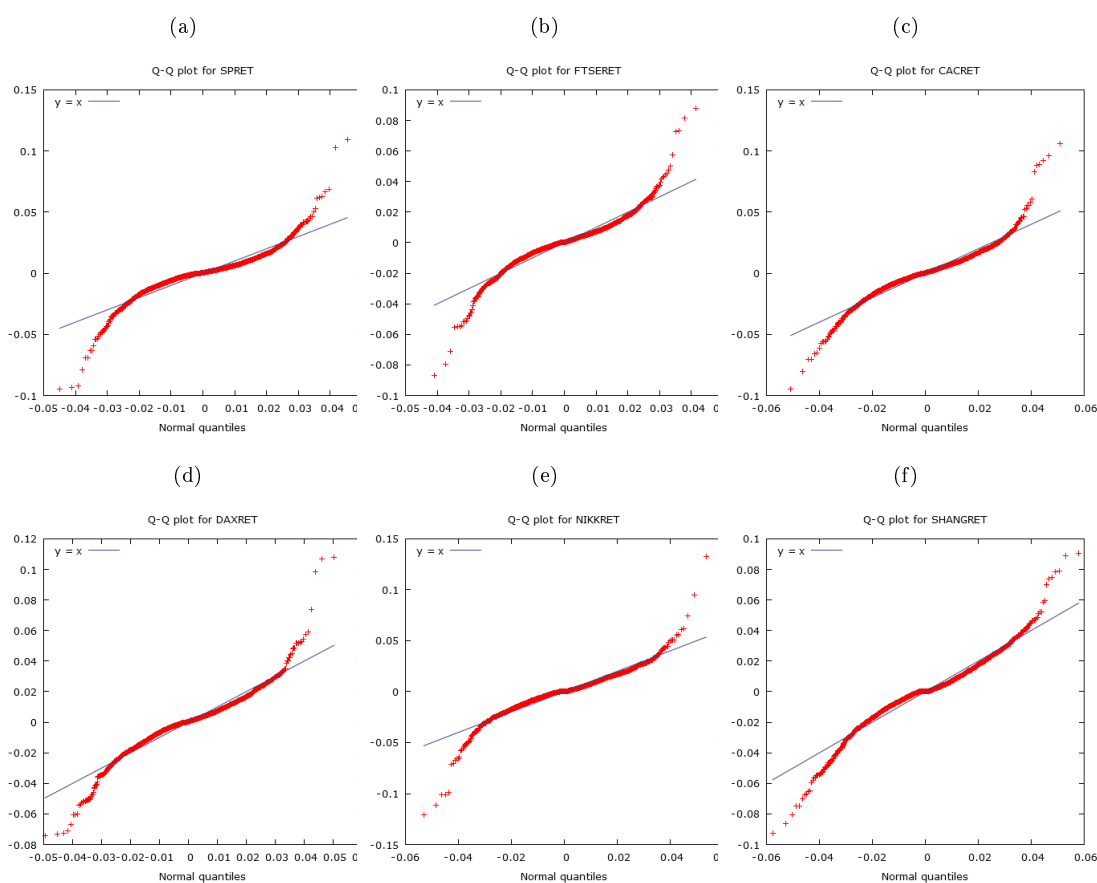 (a) (b) (c)
Q-Q plot for SPRET
y = x
0.15
0.1
0.05
0
-0.05
-0.1
-0.05 -0.04 -0.03 -0.02 -0.01 0 0.01 0.02 0.03 0.04
Normal quantiles
Q-Q plot for FTSERET
y = x
0.1
0.08
0.06
0.04
0.02
0
-0.02
-0.04
-0.06
-0.08
-0.1
-0.05 -0.04 -0.03 -0.02 -0.01 0 0.01 0.02 0.03 0.04
Normal quantiles
Q-Q plot for CACRET
y = x
0.15
0.1
0.05
0
-0.05
-0.1
-0.06 -0.04 -0.02 0 0.02 0.04 0.06
Normal quantiles
(d) (e) (f)
Q-Q plot for DAXRET
y = x
0.12
0.1
0.08
0.06
0.04
0.02
0
-0.02
-0.04
-0.06
-0.08
-0.05 -0.04 -0.03 -0.02 -0.01 0 0.01 0.02 0.03 0.04 0.05
Normal quantiles
Q-Q plot for NIKKRET
y = x
0.15
0.1
0.05
0
-0.05
-0.1
-0.15
-0.06 -0.04 -0.02 0 0.02 0.04
Normal quantiles
Q-Q plot for SHANGRET
y = x
0.1
0.08
0.06
0.04
0.02
0
-0.02
-0.04
-0.06
-0.08
-0.1
-0.06 -0.04 -0.02 0 0.02 0.04 0.06
Normal quantiles